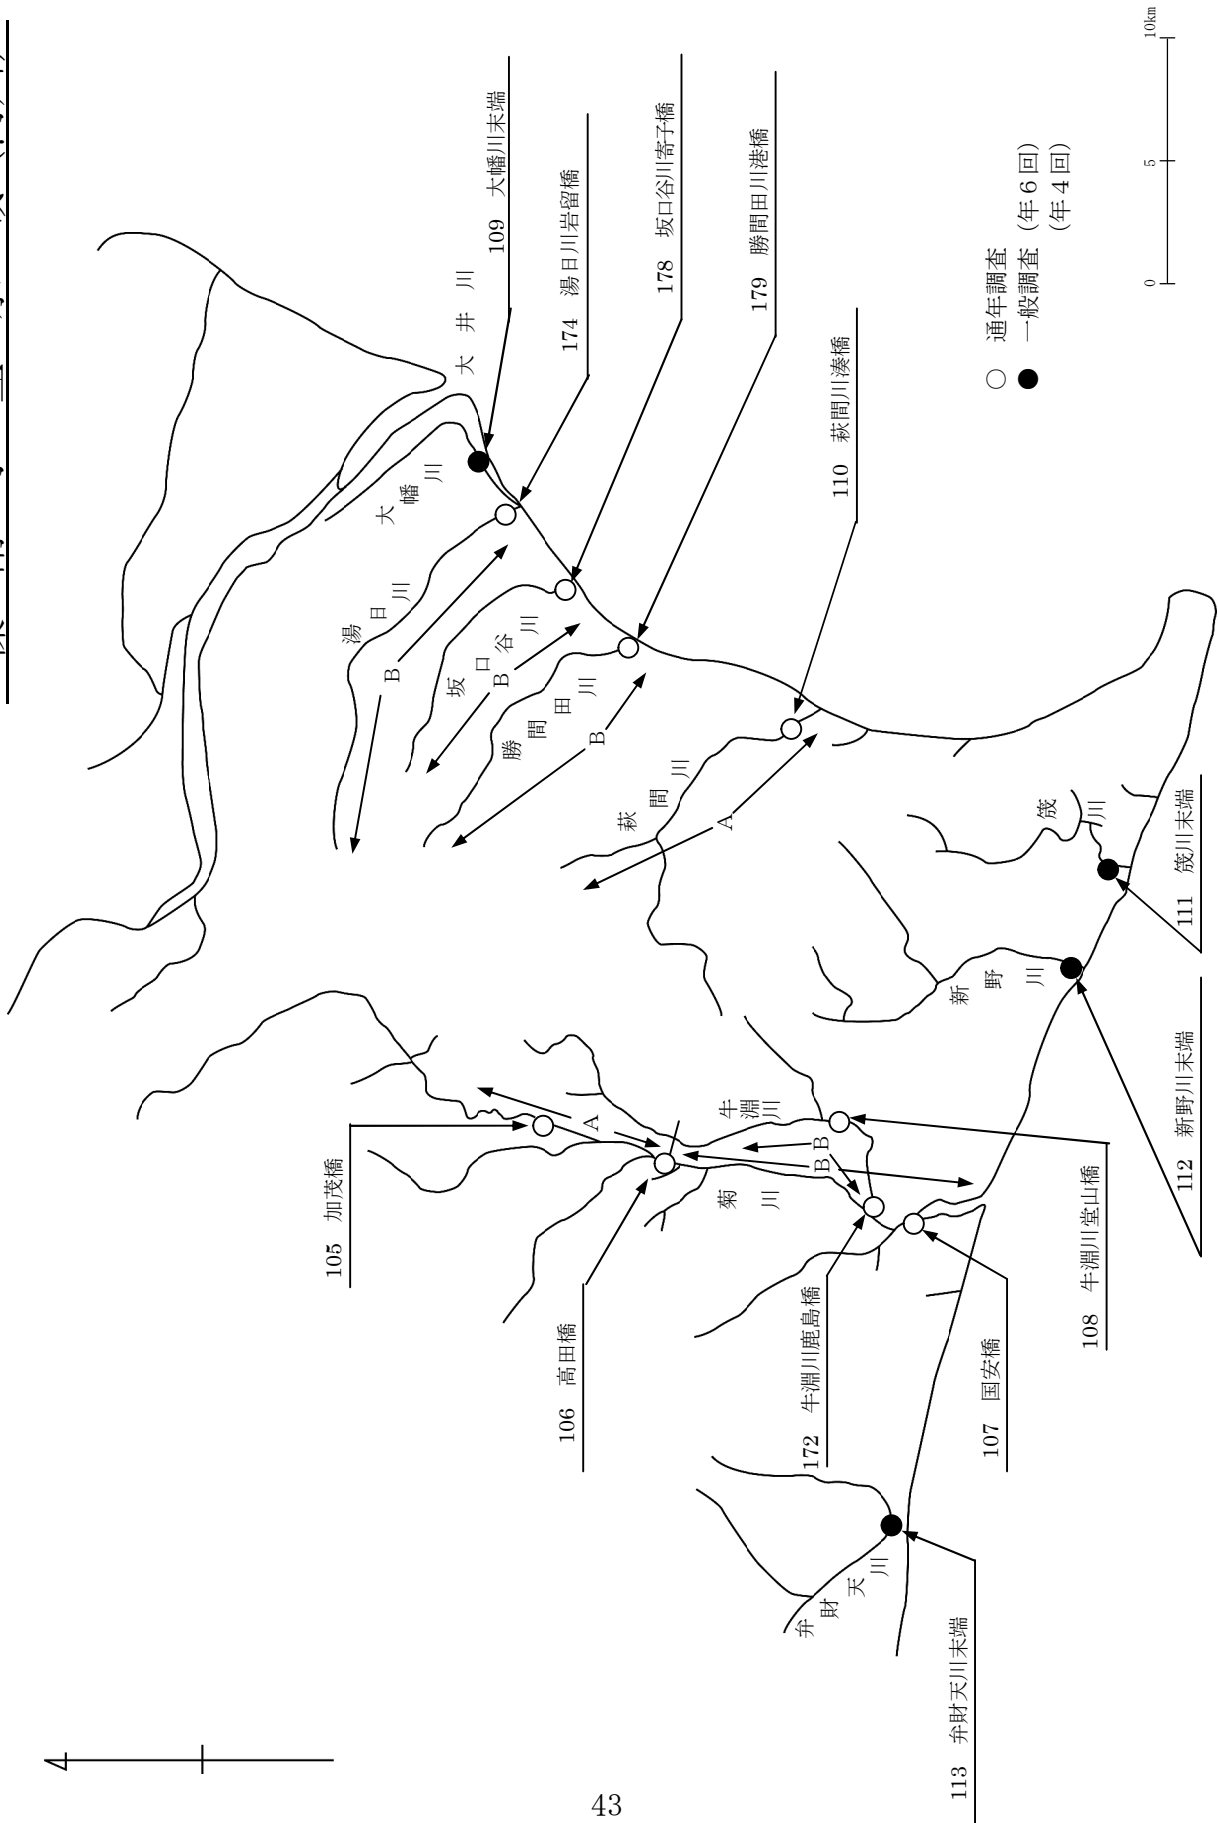 109 大幡川末端
174 湯日川岩留橋
178 坂口谷川寄子橋
179 勝間田川港橋
110 萩間川湊橋
111 筬川末端
112 新野川末端
108 牛淵川堂山橋
107 国安橋
172 牛淵川鹿島橋
106 高田橋
105 加茂橋
113 弁財天川末端
大井川
大幡川
湯日川
B
坂口谷川
B
勝間田川
B
萩間川
A
筬川
新野川
牛淵川
菊川
A
B
B
弁財天川
○ 通年調査
● 一般調査 (年6回)
(年4回)
0 5 10km
43